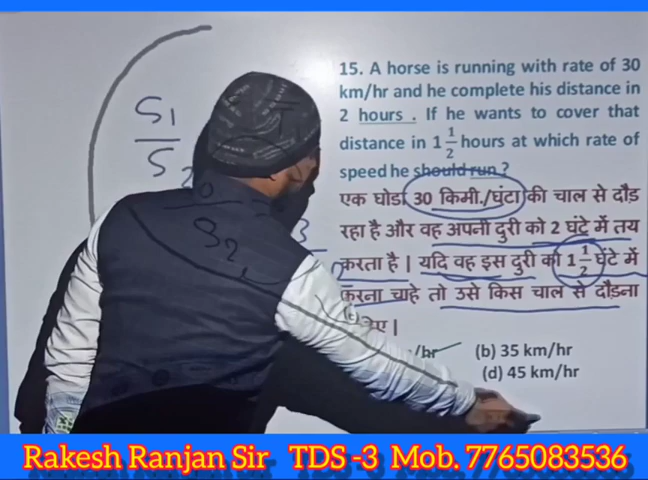 S1
S2
3
S2
15. A horse is running with rate of 30
km/hr and he complete his distance in
2 hours . If he wants to cover that
distance in 1 1/2 hours at which rate of
speed he should run ?
एक घोडा 30 किमी./घंटा की चाल से दौड़
रहा है और वह अपनी दुरी को 2 घंटे में तय
करता है | यदि वह इस दुरी को 1 1/2 घंटे में
करना चाहे तो उसे किस चाल से दौड़ना
/hr (b) 35 km/hr
(d) 45 km/hr
Rakesh Ranjan Sir TDS -3 Mob. 7765083536